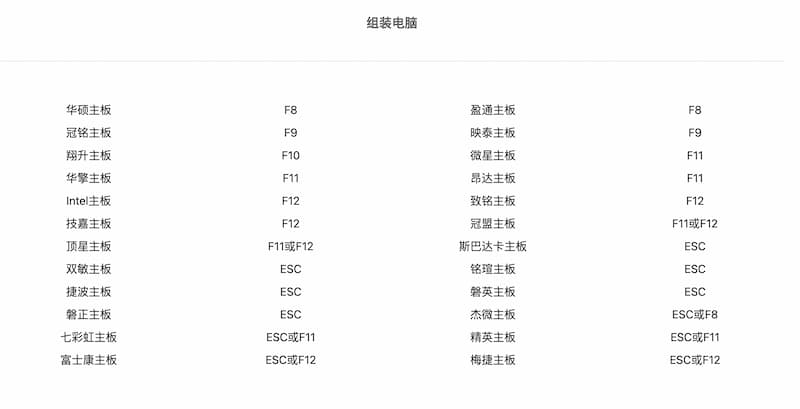 组装电脑
华硕主板 F8 盈通主板 F8
冠铭主板 F9 映泰主板 F9
翔升主板 F10 微星主板 F11
华擎主板 F11 昂达主板 F11
Intel主板 F12 致铭主板 F12
技嘉主板 F12 冠盟主板 F11或F12
顶星主板 F11或F12 斯巴达卡主板 ESC
双敏主板 ESC 铭瑄主板 ESC
捷波主板 ESC 磐英主板 ESC
磐正主板 ESC 杰微主板 ESC或F8
七彩虹主板 ESC或F11 精英主板 ESC或F11
富士康主板 ESC或F12 梅捷主板 ESC或F12